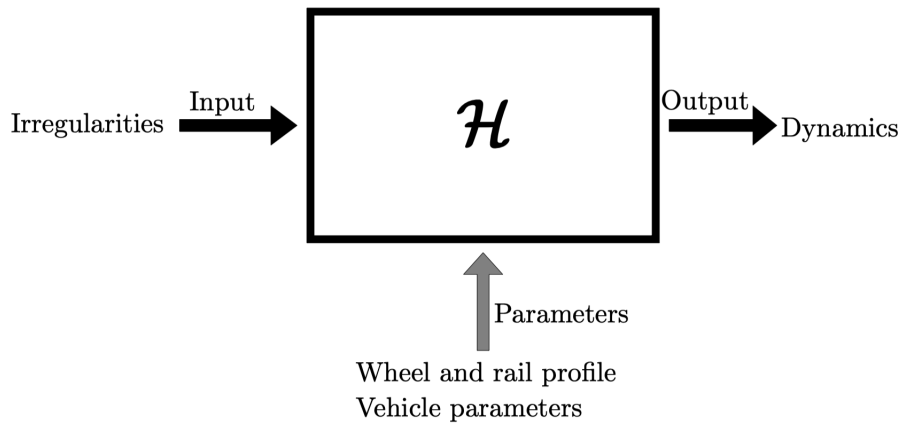 Input
Irregularities
ℋ
Output
Dynamics
Parameters
Wheel and rail profile
Vehicle parameters